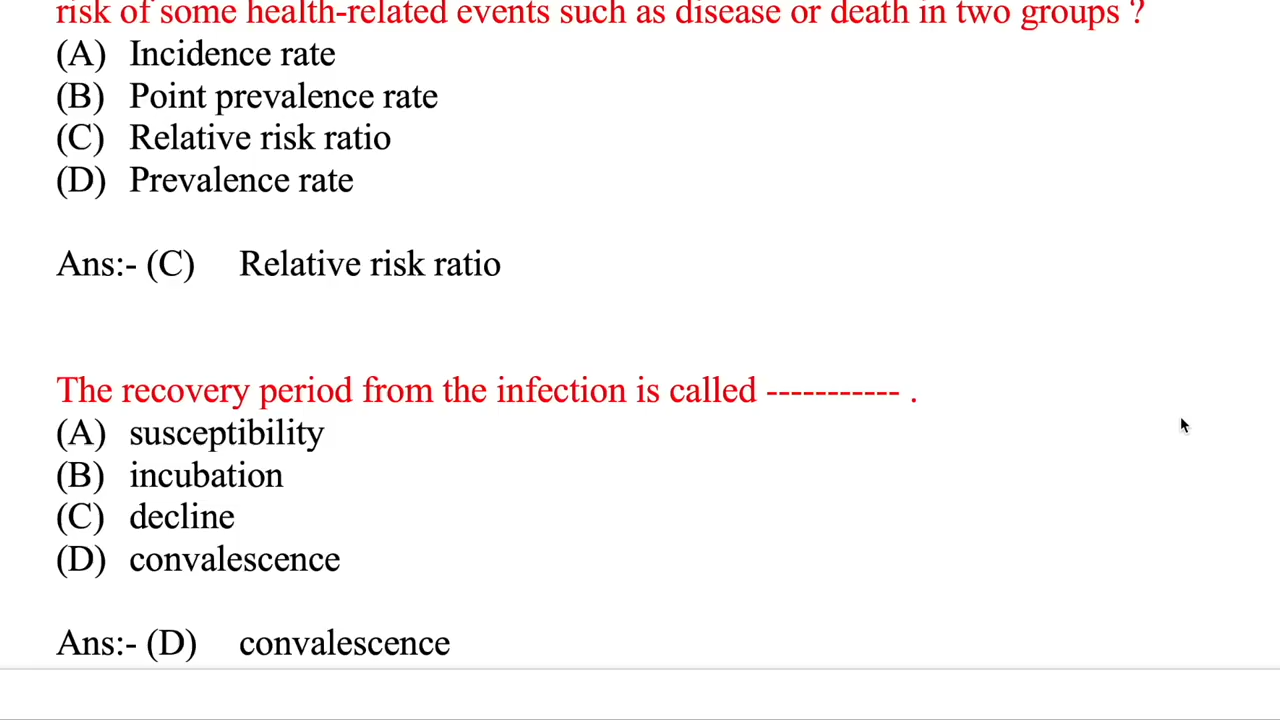 risk of some health-related events such as disease or death in two groups ?
(A) Incidence rate
(B) Point prevalence rate
(C) Relative risk ratio
(D) Prevalence rate
Ans:- (C) Relative risk ratio
The recovery period from the infection is called ----------- .
(A) susceptibility
(B) incubation
(C) decline
(D) convalescence
Ans:- (D) convalescence